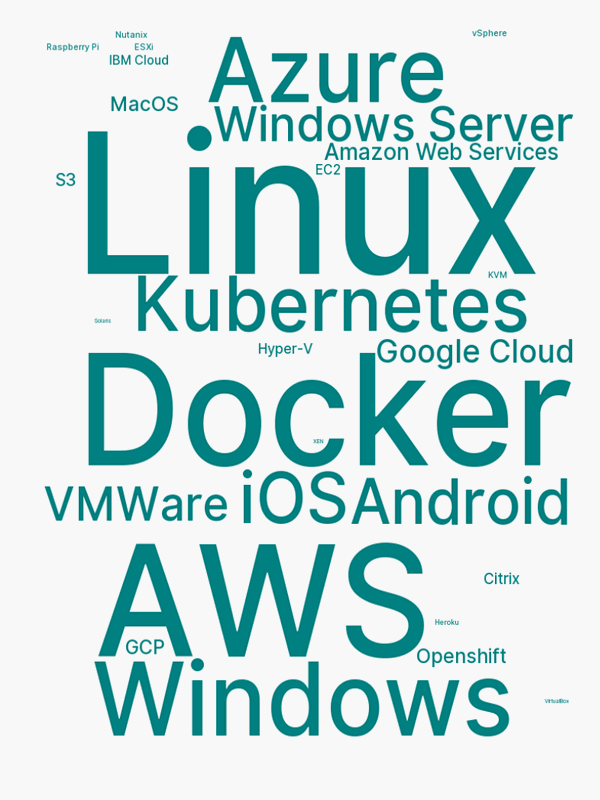 vSphere
Nutanix
Raspberry Pi
ESXi
IBM Cloud
Azure
MacOS
Windows Server
Amazon Web Services
EC2
S3
Linux
KVM
Kubernetes
Solaris
Hyper-V
Google Cloud
Docker
XEN
VMWare
iOS
Android
AWS
Citrix
Heroku
GCP
Openshift
Windows
VirtualBox